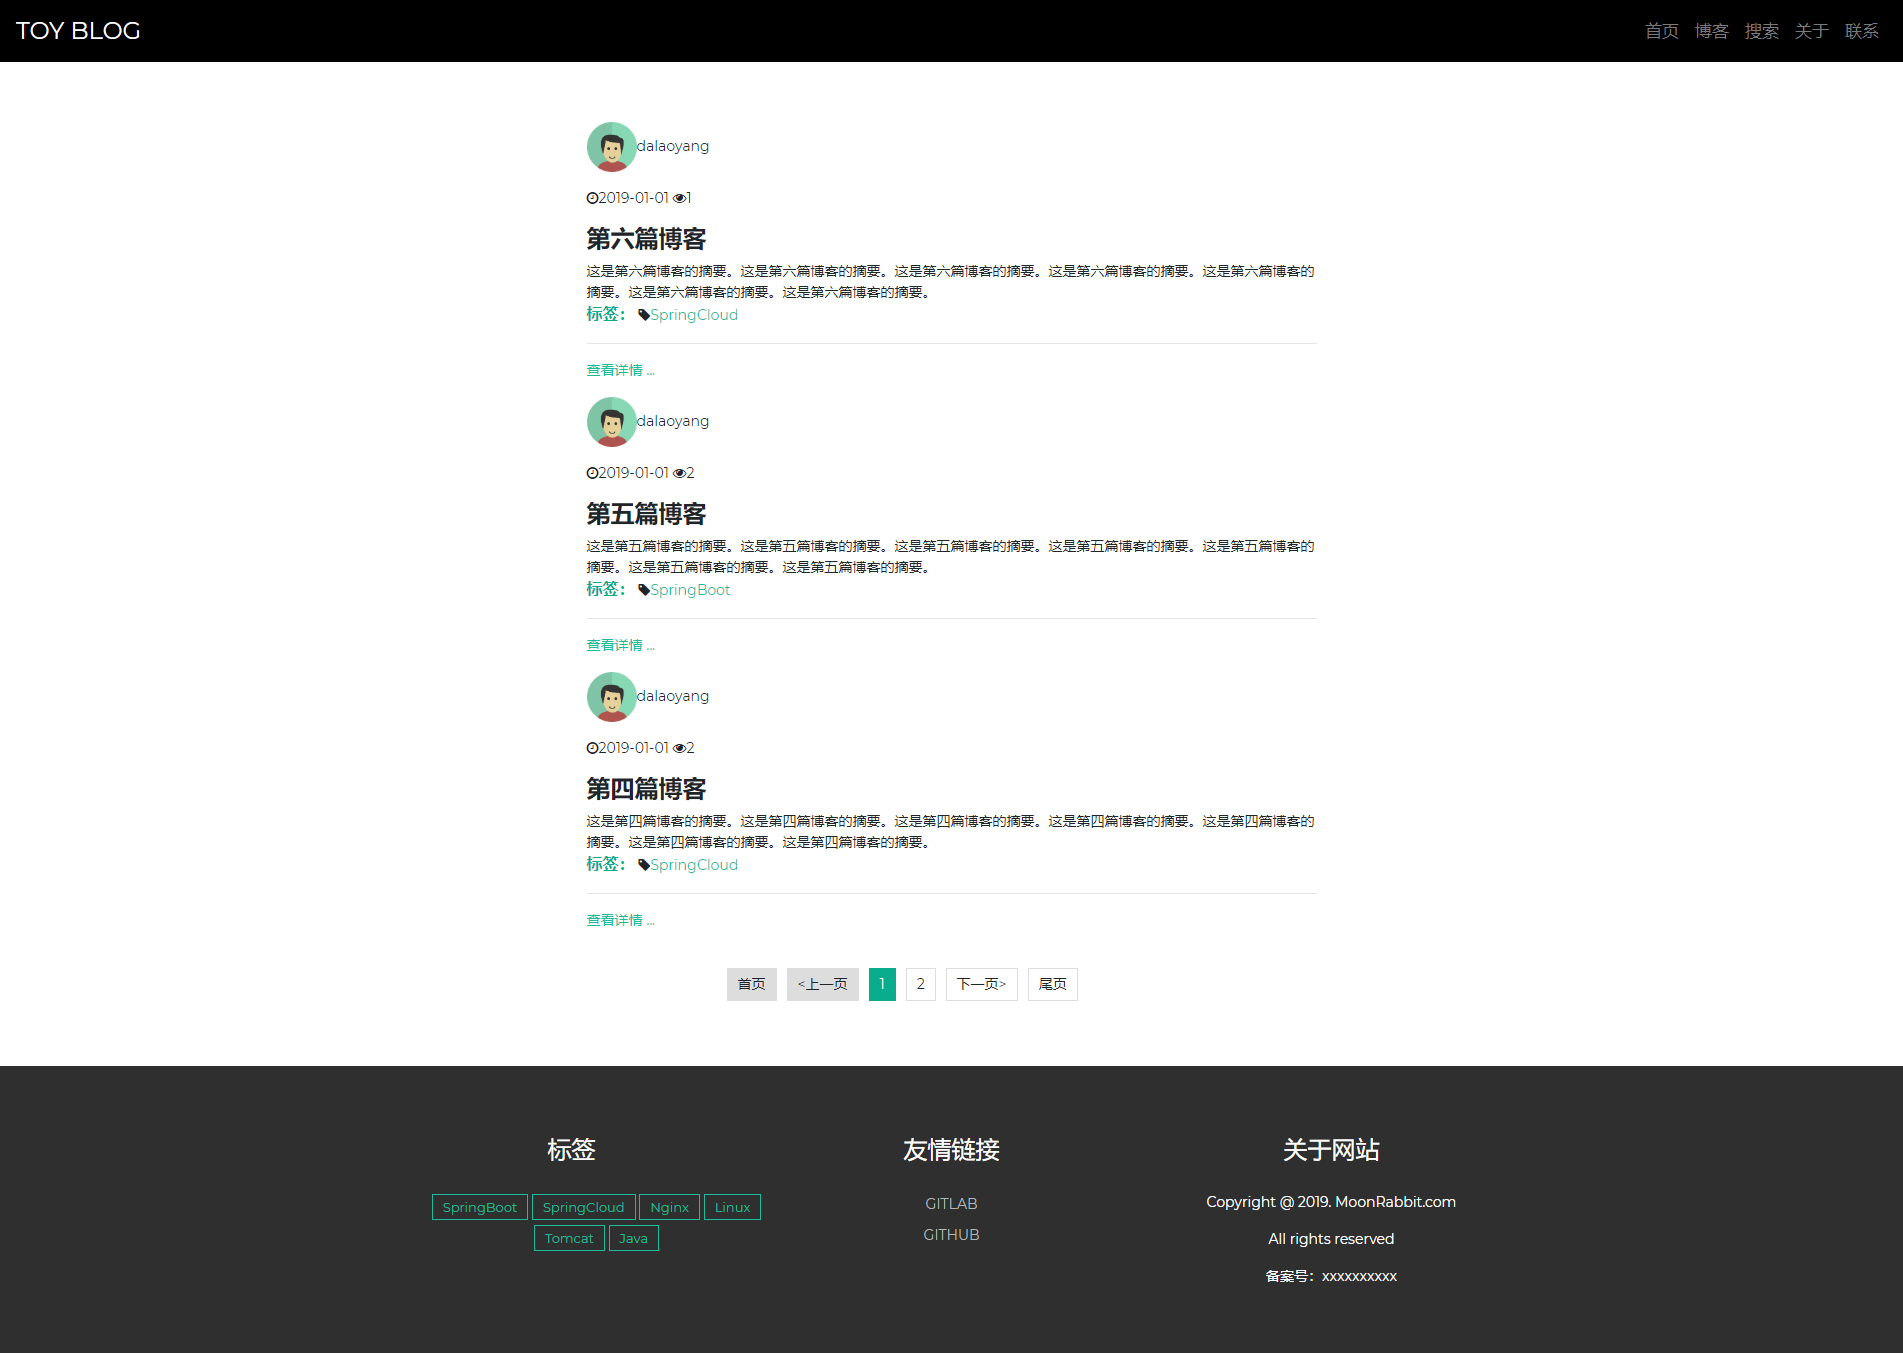 TOY BLOG 首页 博客 搜索 关于 联系
dalaoyang
2019-01-01 1
第六篇博客
这是第六篇博客的摘要。这是第六篇博客的摘要。这是第六篇博客的摘要。这是第六篇博客的摘要。这是第六篇博客的
摘要。这是第六篇博客的摘要。这是第六篇博客的摘要。
标签： SpringCloud
查看详情 ...
dalaoyang
2019-01-01 2
第五篇博客
这是第五篇博客的摘要。这是第五篇博客的摘要。这是第五篇博客的摘要。这是第五篇博客的摘要。这是第五篇博客的
摘要。这是第五篇博客的摘要。这是第五篇博客的摘要。
标签： SpringBoot
查看详情 ...
dalaoyang
2019-01-01 2
第四篇博客
这是第四篇博客的摘要。这是第四篇博客的摘要。这是第四篇博客的摘要。这是第四篇博客的摘要。这是第四篇博客的
摘要。这是第四篇博客的摘要。这是第四篇博客的摘要。
标签： SpringCloud
查看详情 ...
首页 <上一页 1 2 下一页> 尾页
标签
SpringBoot SpringCloud Nginx Linux
Tomcat Java
友情链接
GITLAB
GITHUB
关于网站
Copyright @ 2019. MoonRabbit.com
All rights reserved
备案号：xxxxxxxxxx